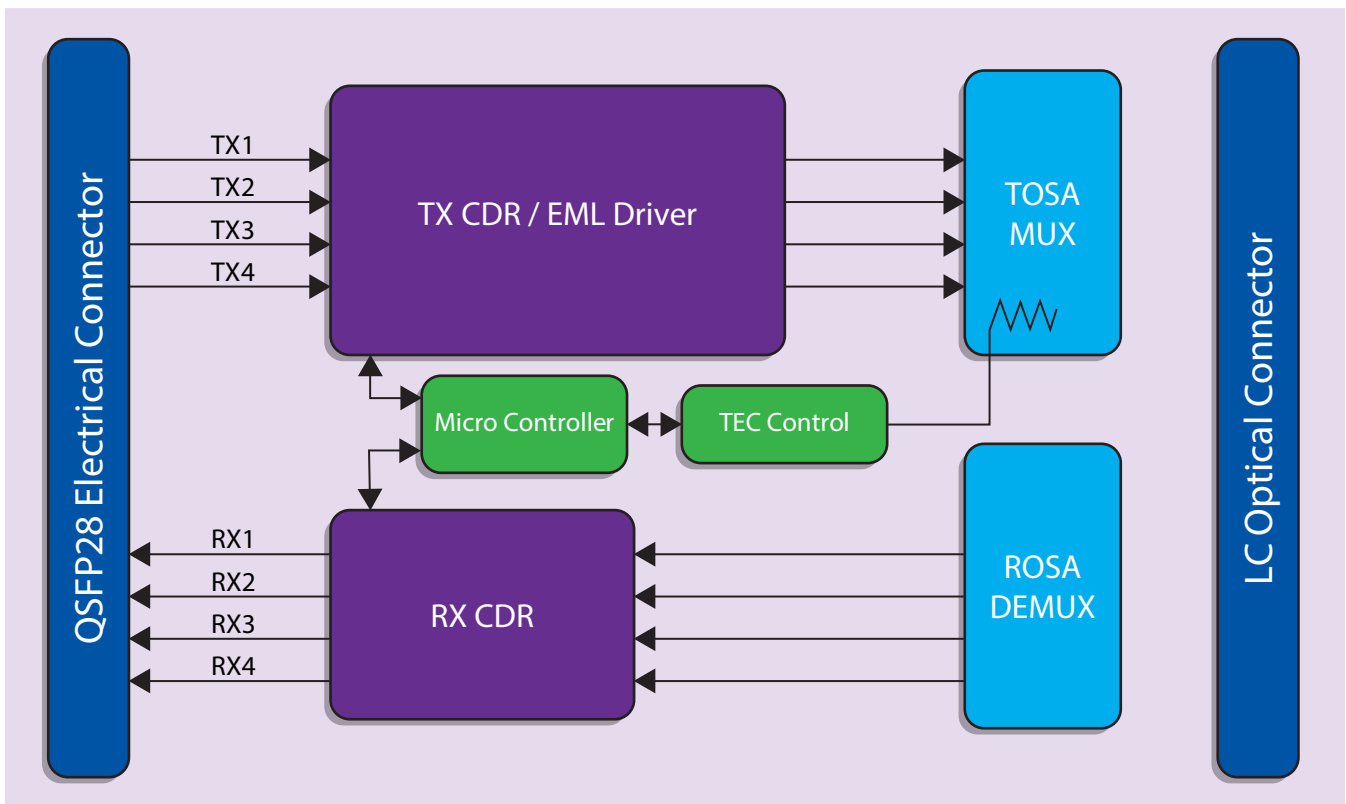 QSFP28 Electrical Connector
TX1
TX2
TX3
TX4
TX CDR / EML Driver
TOSA
MUX
Micro Controller
TEC Control
RX1
RX2
RX3
RX4
RX CDR
ROSA
DEMUX
LC Optical Connector